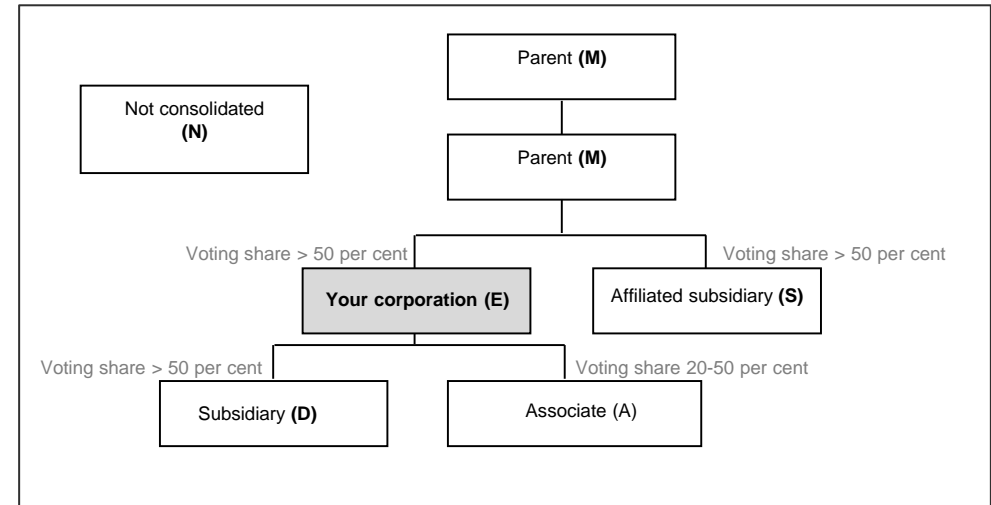 Parent (M)
Not consolidated
(N)
Parent (M)
Voting share > 50 per cent
Voting share > 50 per cent
Your corporation (E)
Affiliated subsidiary (S)
Voting share > 50 per cent
Voting share 20-50 per cent
Subsidiary (D)
Associate (A)